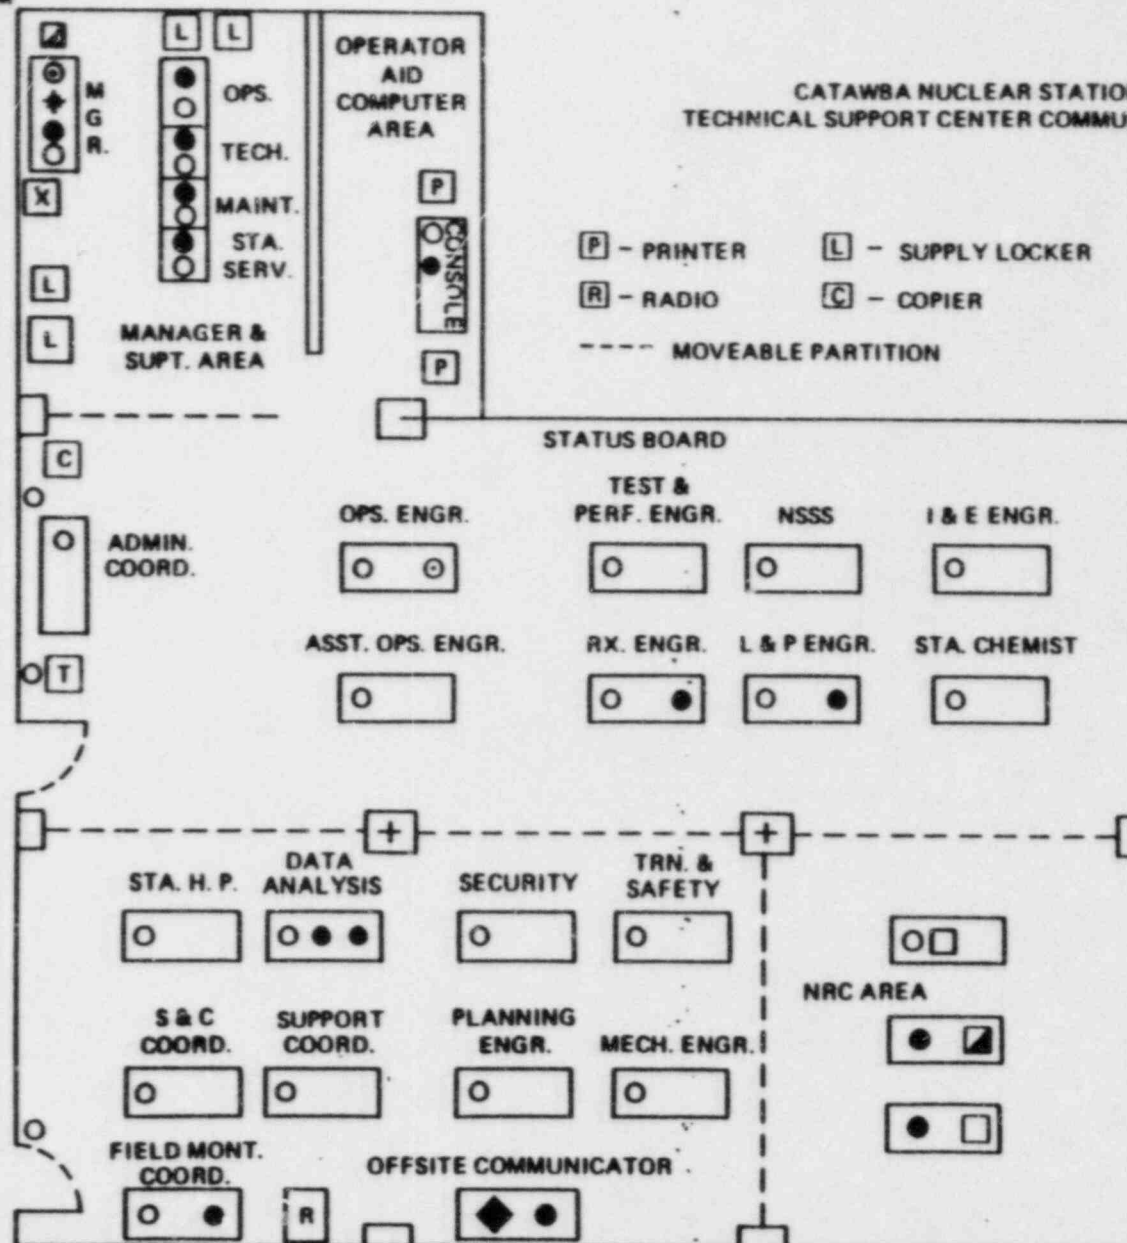 L L
M
G
R.
OPS.
TECH.
MAINT.
STA.
SERV.
X
L
L
MANAGER &
SUPT. AREA
OPERATOR
AID
COMPUTER
AREA
P
CONSOLE
P
CATAWBA NUCLEAR STATIO
TECHNICAL SUPPORT CENTER COMMU
P - PRINTER
L - SUPPLY LOCKER
R - RADIO
C - COPIER
---- MOVEABLE PARTITION
STATUS BOARD
C
ADMIN.
COORD.
T
OPS. ENGR.
TEST &
PERF. ENGR.
NSSS
I & E ENGR.
ASST. OPS. ENGR.
RX. ENGR.
L & P ENGR.
STA. CHEMIST
STA. H. P.
DATA
ANALYSIS
SECURITY
TRN. &
SAFETY
NRC AREA
S & C
COORD.
SUPPORT
COORD.
PLANNING
ENGR.
MECH. ENGR.
FIELD MONT.
COORD.
R
OFFSITE COMMUNICATOR